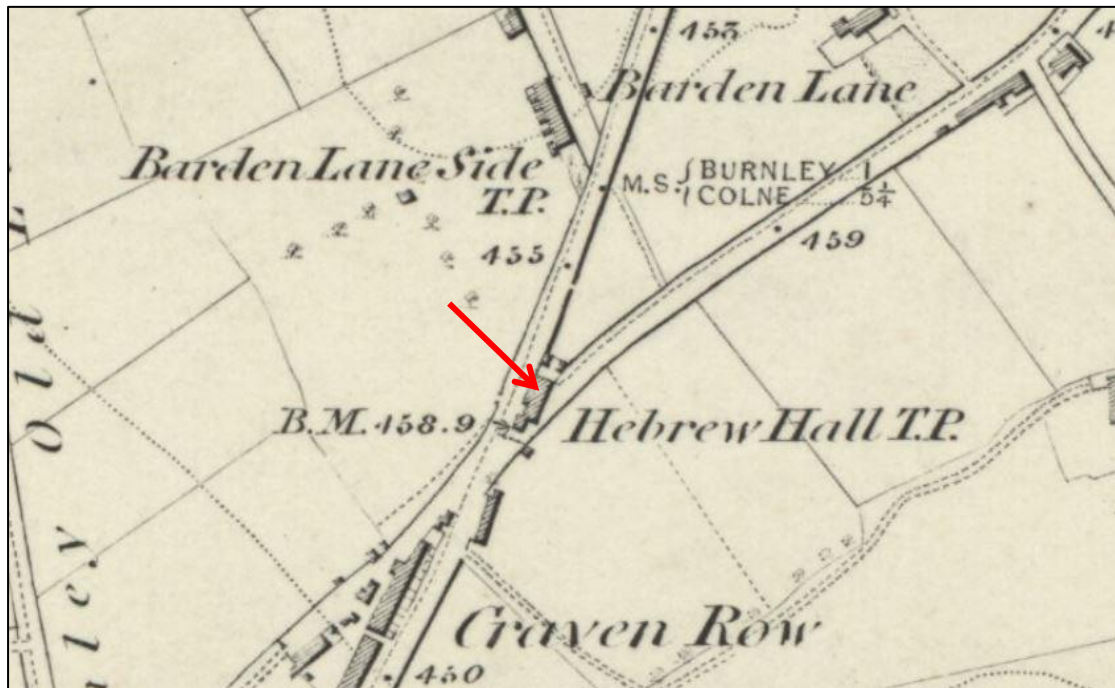 453
Barden Lane
Barden Lane Side
T.P.
M.S. { BURNLEY 1
COLNE 5¼
455
459
B.M. 458.9
Hebrew Hall T.P.
Craven Row
450
Old